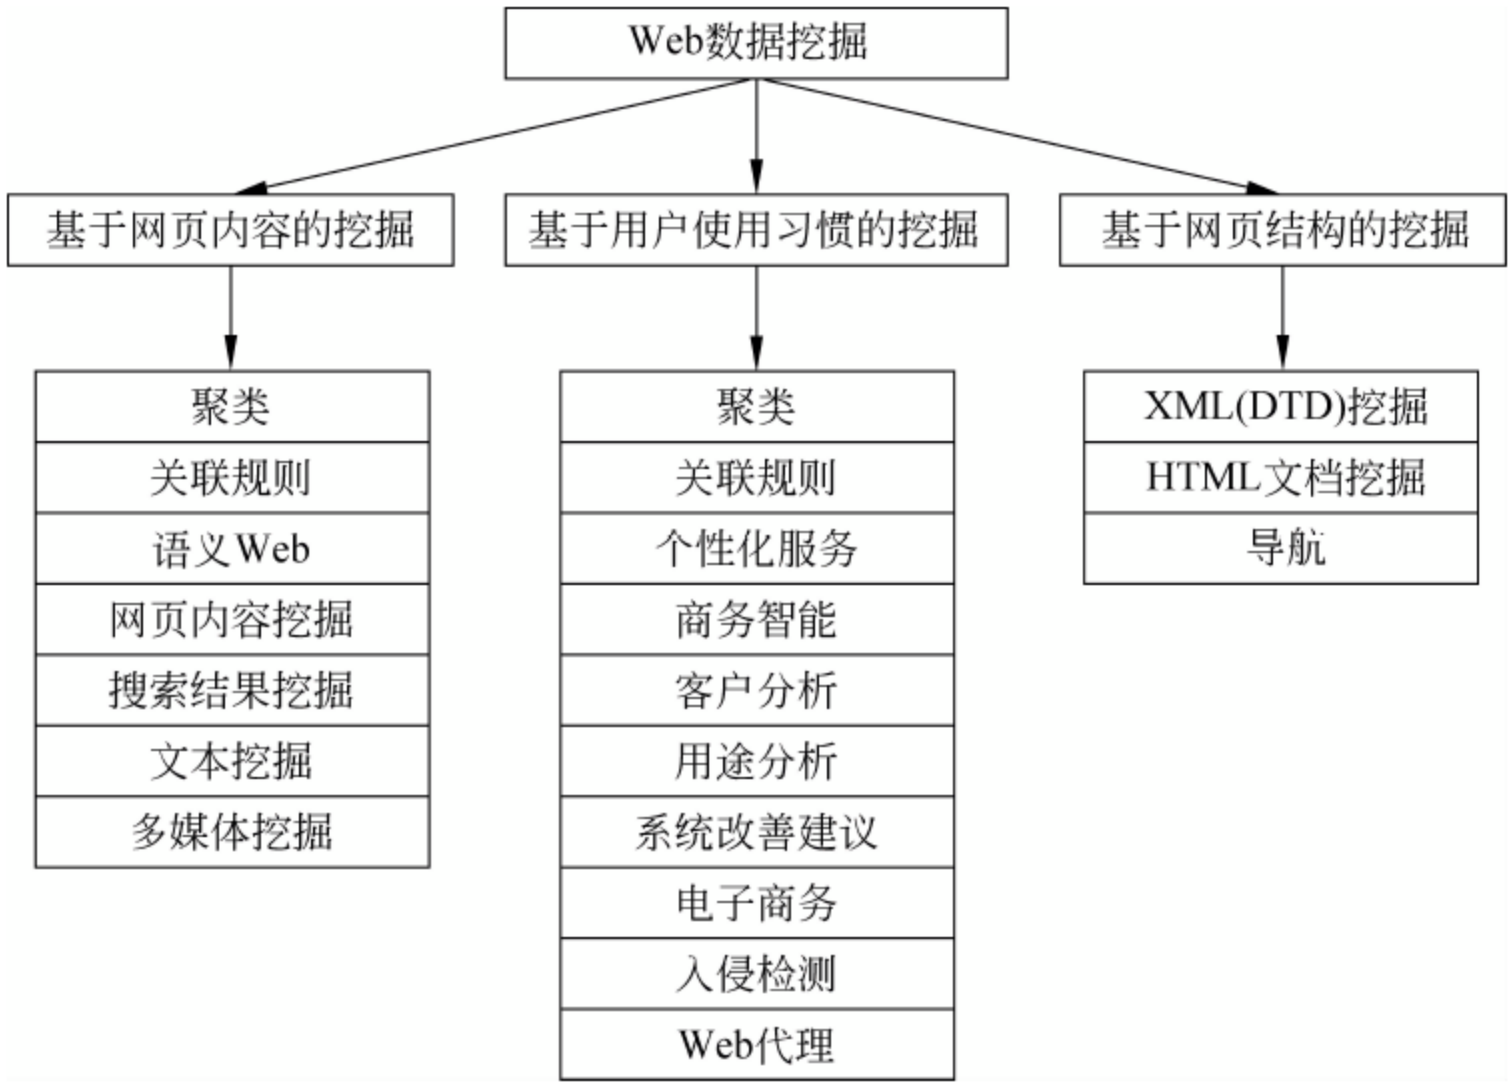 Web数据挖掘
基于网页内容的挖掘
基于用户使用习惯的挖掘
基于网页结构的挖掘
聚类
关联规则
语义Web
网页内容挖掘
搜索结果挖掘
文本挖掘
多媒体挖掘
聚类
关联规则
个性化服务
商务智能
客户分析
用途分析
系统改善建议
电子商务
入侵检测
Web代理
XML(DTD)挖掘
HTML文档挖掘
导航